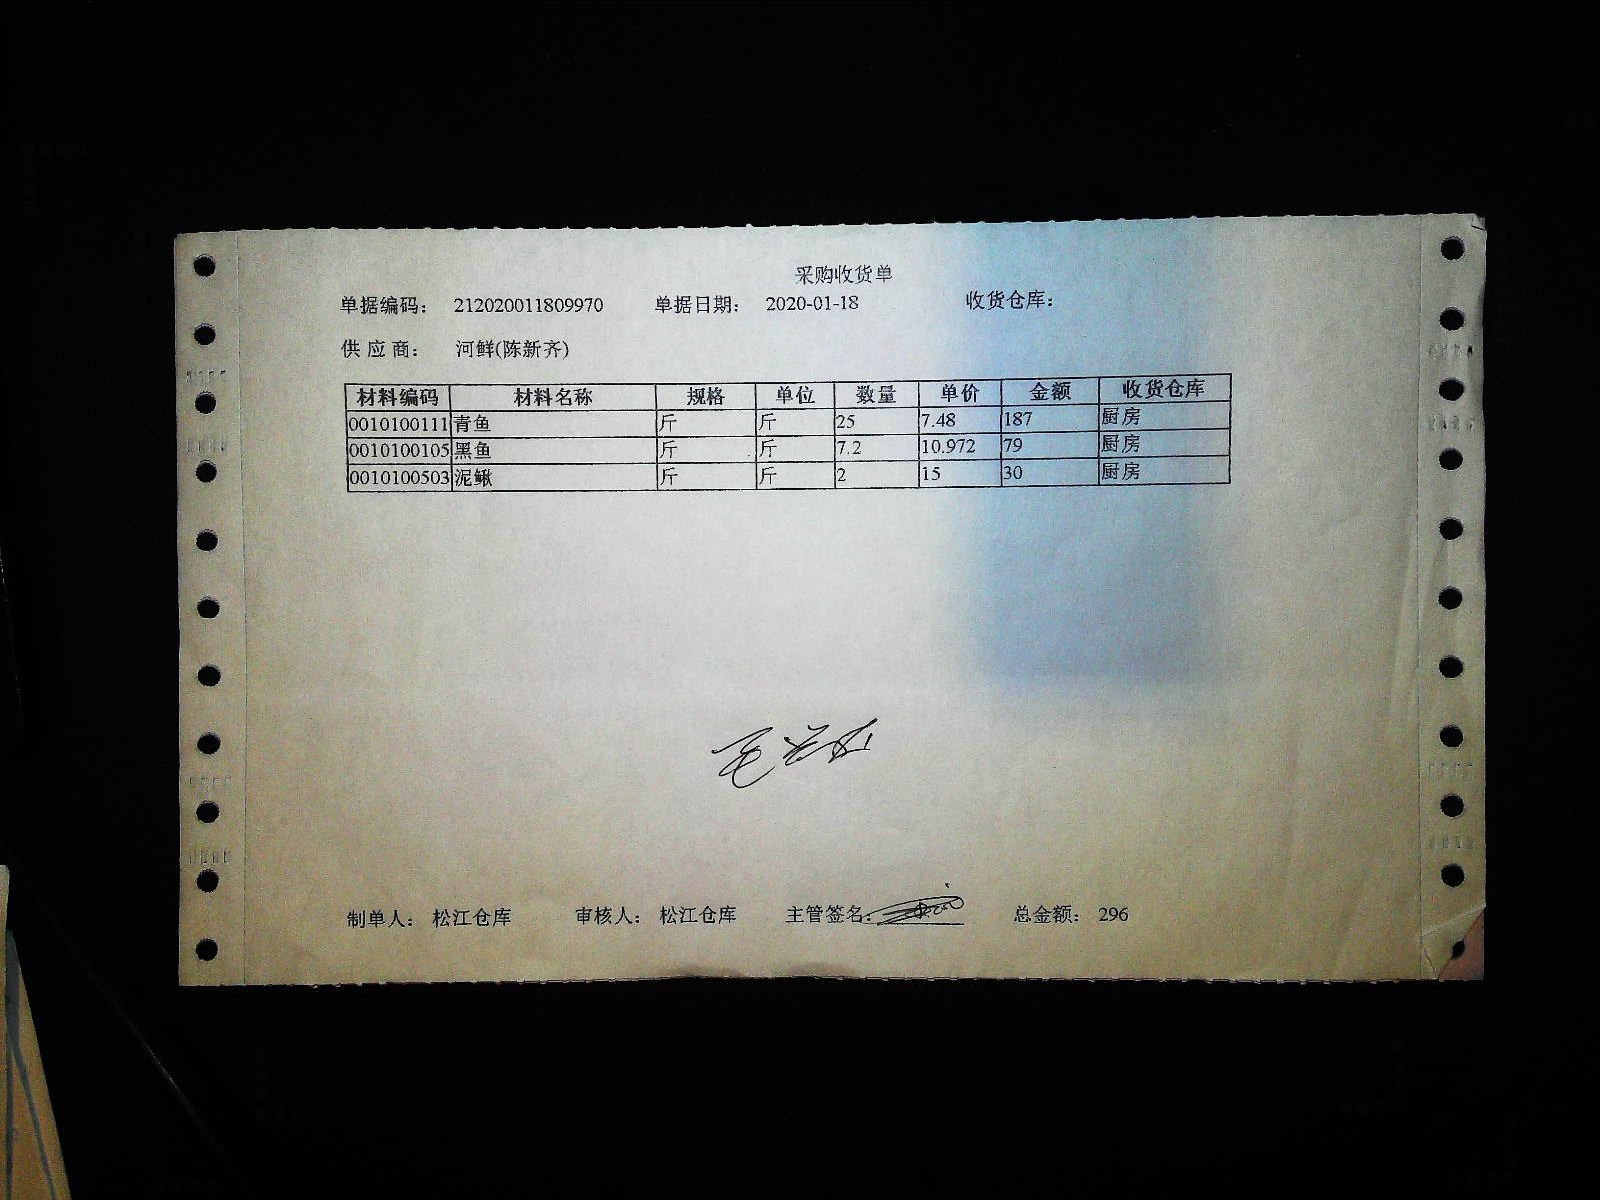 采购收货单
单据编码： 212020011809970 单据日期： 2020-01-18 收货仓库：
供应商： 河鲜(陈新齐)
材料编码 材料名称 规格 单位 数量 单价 金额 收货仓库
0010100111 青鱼 斤 斤 25 7.48 187 厨房
0010100105 黑鱼 斤 斤 7.2 10.972 79 厨房
0010100503 泥鳅 斤 斤 2 15 30 厨房
制单人： 松江仓库 审核人： 松江仓库 主管签名： 总金额： 296